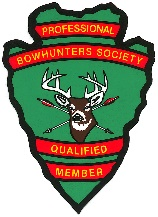 PROFESSIONAL
BOWHUNTERS SOCIETY
QUALIFIED
MEMBER